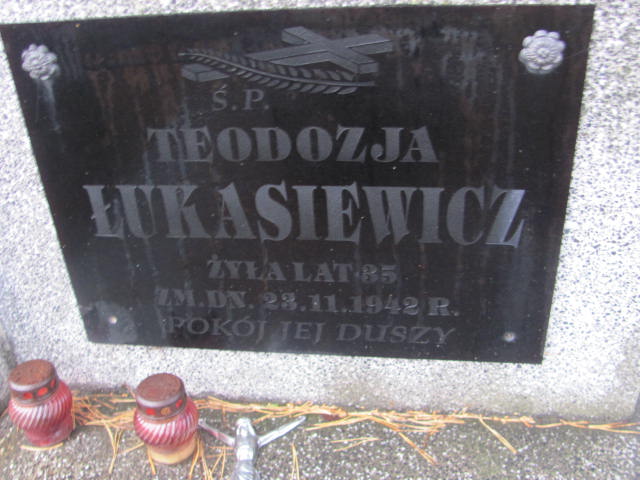 Ś.P.
TEODOZJA
ŁUKASIEWICZ
ŻYŁA LAT 85
ZM. DN. 23.11.1942 R.
POKÓJ JEJ DUSZY